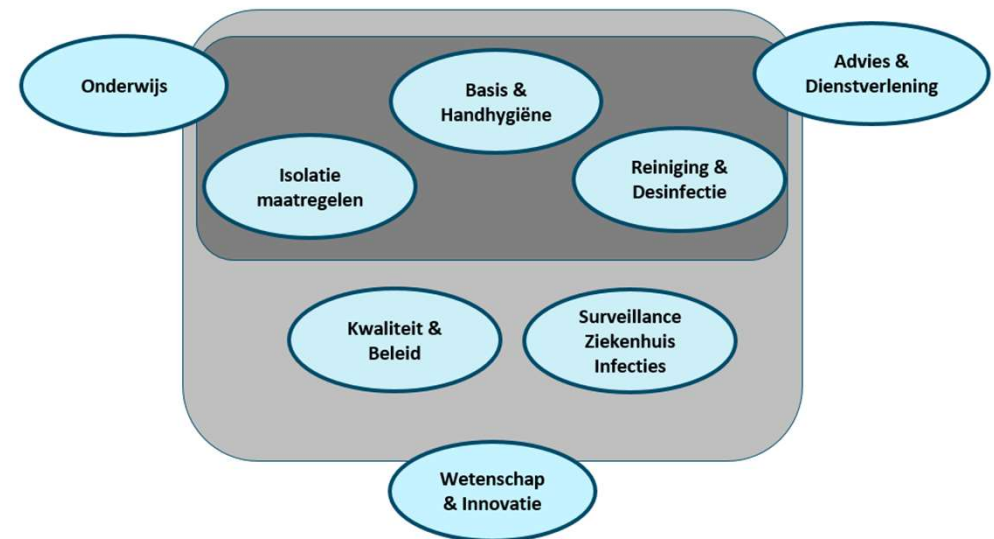 Onderwijs
Basis &
Handhygiëne
Advies &
Dienstverlening
Isolatie
maatregelen
Reiniging &
Desinfectie
Kwaliteit &
Beleid
Surveillance
Ziekenhuis
Infecties
Wetenschap
& Innovatie